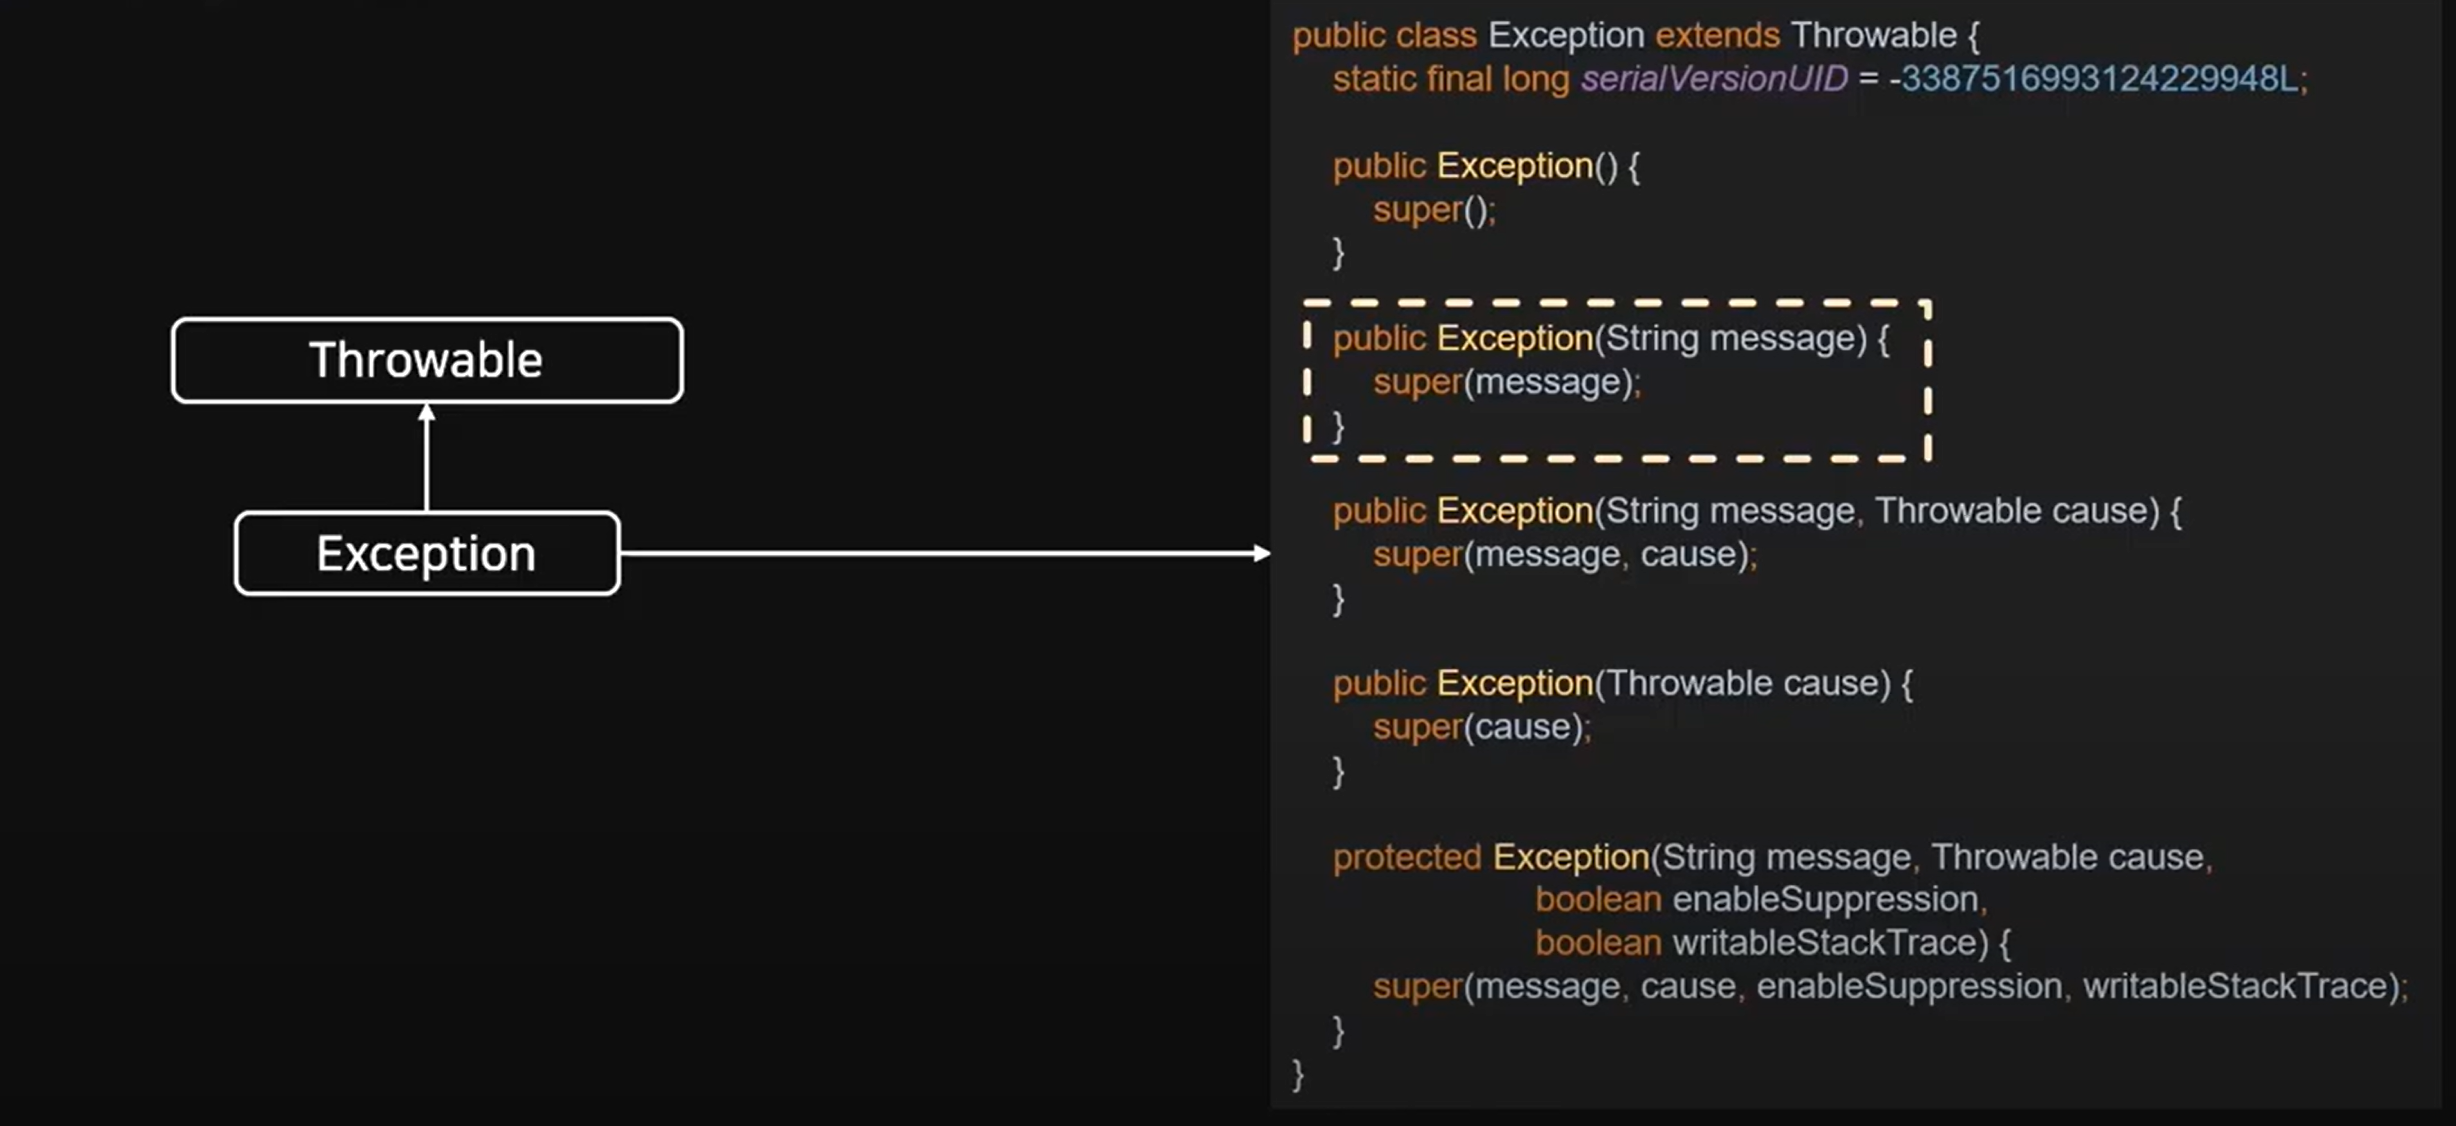 Throwable
Exception
public class Exception extends Throwable {
static final long serialVersionUID = -3387516993124229948L;
public Exception() {
super();
}
public Exception(String message) {
super(message);
}
public Exception(String message, Throwable cause) {
super(message, cause);
}
public Exception(Throwable cause) {
super(cause);
}
protected Exception(String message, Throwable cause,
boolean enableSuppression,
boolean writableStackTrace) {
super(message, cause, enableSuppression, writableStackTrace);
}
}